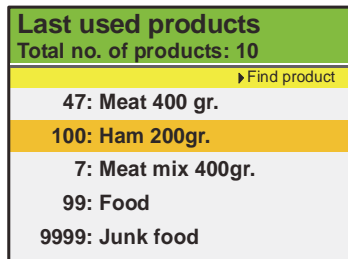 Last used products
Total no. of products: 10
Find product
47: Meat 400 gr.
100: Ham 200gr.
7: Meat mix 400gr.
99: Food
9999: Junk food